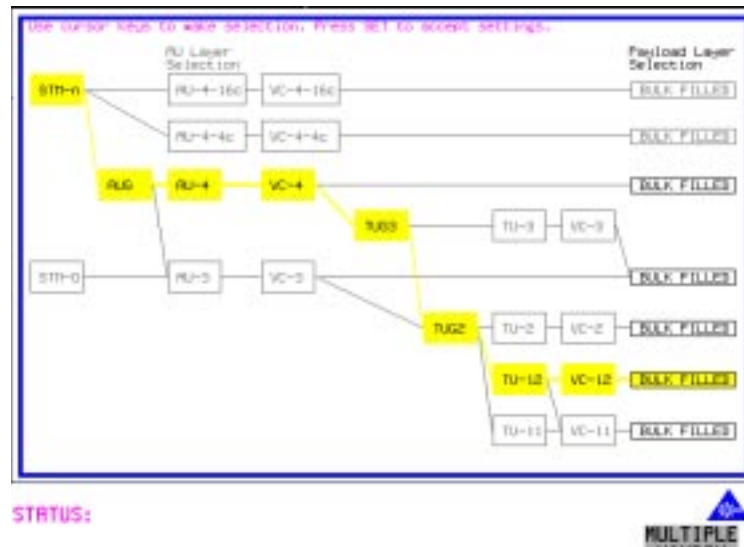 Use cursor keys to make selection, Press SET to accept settings.
AU Layer Selection
Payload Layer Selection
STM-n AU-4-16c VC-4-16c BULK FILLED
AU-4-4c VC-4-4c BULK FILLED
AUG AU-4 VC-4 BULK FILLED
TUG3 TU-3 VC-3
STM-0 AU-3 VC-3 BULK FILLED
TUG2 TU-2 VC-2 BULK FILLED
TU-12 VC-12 BULK FILLED
TU-11 VC-11 BULK FILLED
STATUS:
MULTIPLE
WINDOW